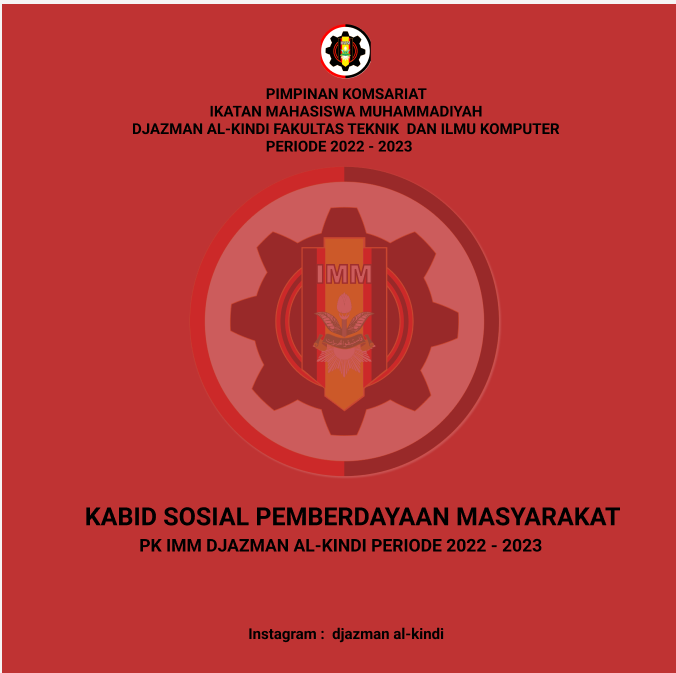 PIMPINAN KOMSARIAT
IKATAN MAHASISWA MUHAMMADIYAH
DJAZMAN AL-KINDI FAKULTAS TEKNIK DAN ILMU KOMPUTER
PERIODE 2022 - 2023
IMM
KABID SOSIAL PEMBERDAYAAN MASYARAKAT
PK IMM DJAZMAN AL-KINDI PERIODE 2022 - 2023
Instagram : djazman al-kindi